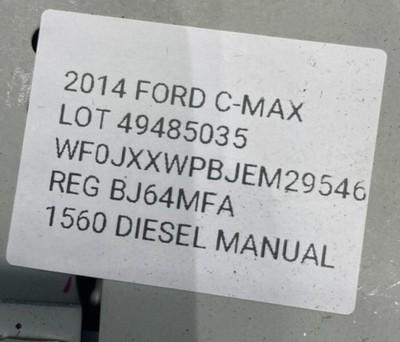 2014 FORD C-MAX
LOT 49485035
WF0JXXWPBJEM29546
REG BJ64MFA
1560 DIESEL MANUAL